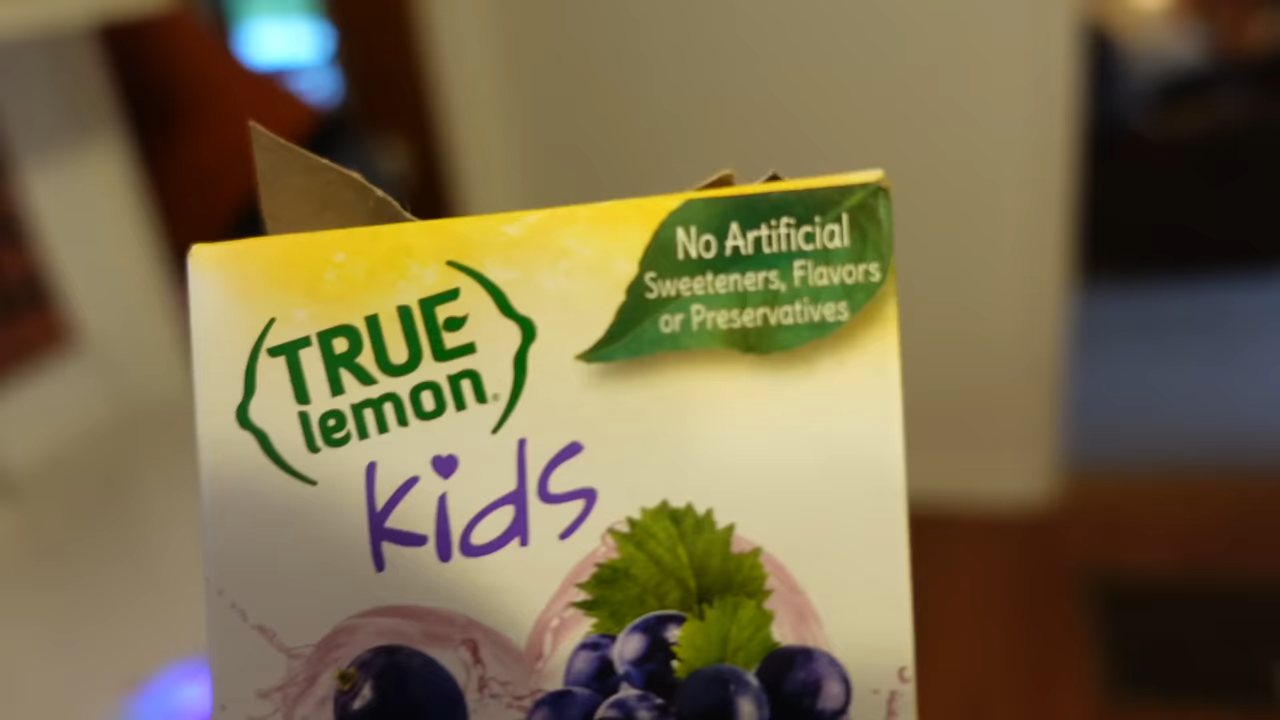 No Artificial
Sweeteners, Flavors
or Preservatives
TRUE
lemon®
kids